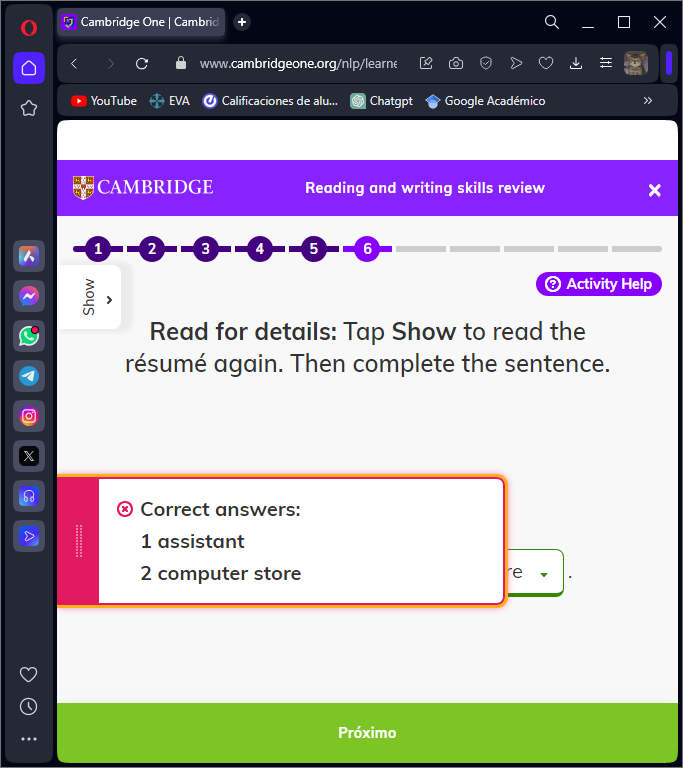 Cambridge One | Cambrid
www.cambridgeone.org/nlp/learne
YouTube
EVA
Calificaciones de alu...
Chatgpt
Google Académico
CAMBRIDGE
Reading and writing skills review
1 2 3 4 5 6
Show
Activity Help
Read for details: Tap Show to read the
résumé again. Then complete the sentence.
Correct answers:
1 assistant
2 computer store
re .
Próximo